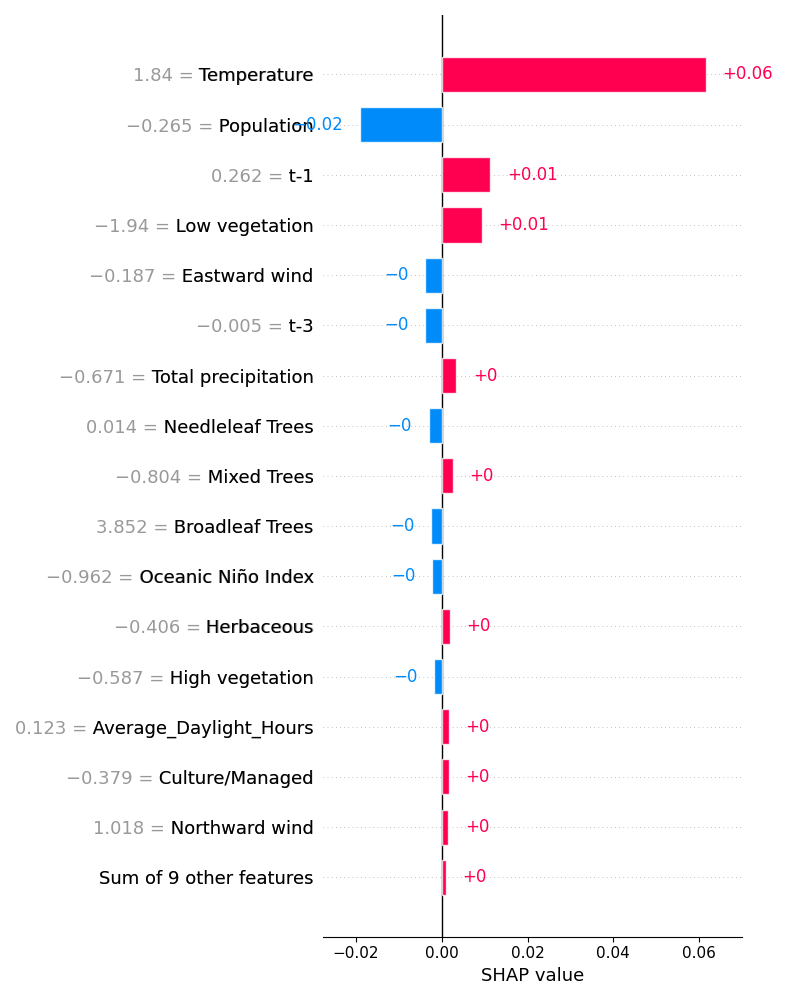 1.84 = Temperature +0.06
−0.265 = Population −0.02
0.262 = t-1 +0.01
−1.94 = Low vegetation +0.01
−0.187 = Eastward wind −0
−0.005 = t-3 −0
−0.671 = Total precipitation +0
0.014 = Needleleaf Trees −0
−0.804 = Mixed Trees +0
3.852 = Broadleaf Trees −0
−0.962 = Oceanic Niño Index −0
−0.406 = Herbaceous +0
−0.587 = High vegetation −0
0.123 = Average_Daylight_Hours +0
−0.379 = Culture/Managed +0
1.018 = Northward wind +0
Sum of 9 other features +0
−0.02 0.00 0.02 0.04 0.06
SHAP value